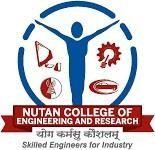 NUTAN COLLEGE OF
ENGINEERING AND RESEARCH
योग कर्मसु कौशलम्
Skilled Engineers for Industry